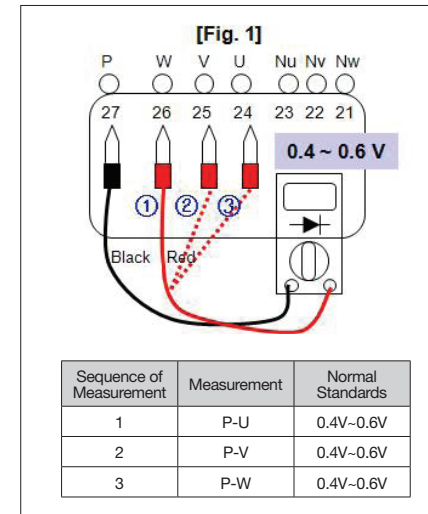 [Fig. 1]
P W V U Nu Nv Nw
27 26 25 24 23 22 21
0.4 ~ 0.6 V
① ② ③
Black Red
Sequence of Measurement Measurement Normal Standards
1 P-U 0.4V~0.6V
2 P-V 0.4V~0.6V
3 P-W 0.4V~0.6V